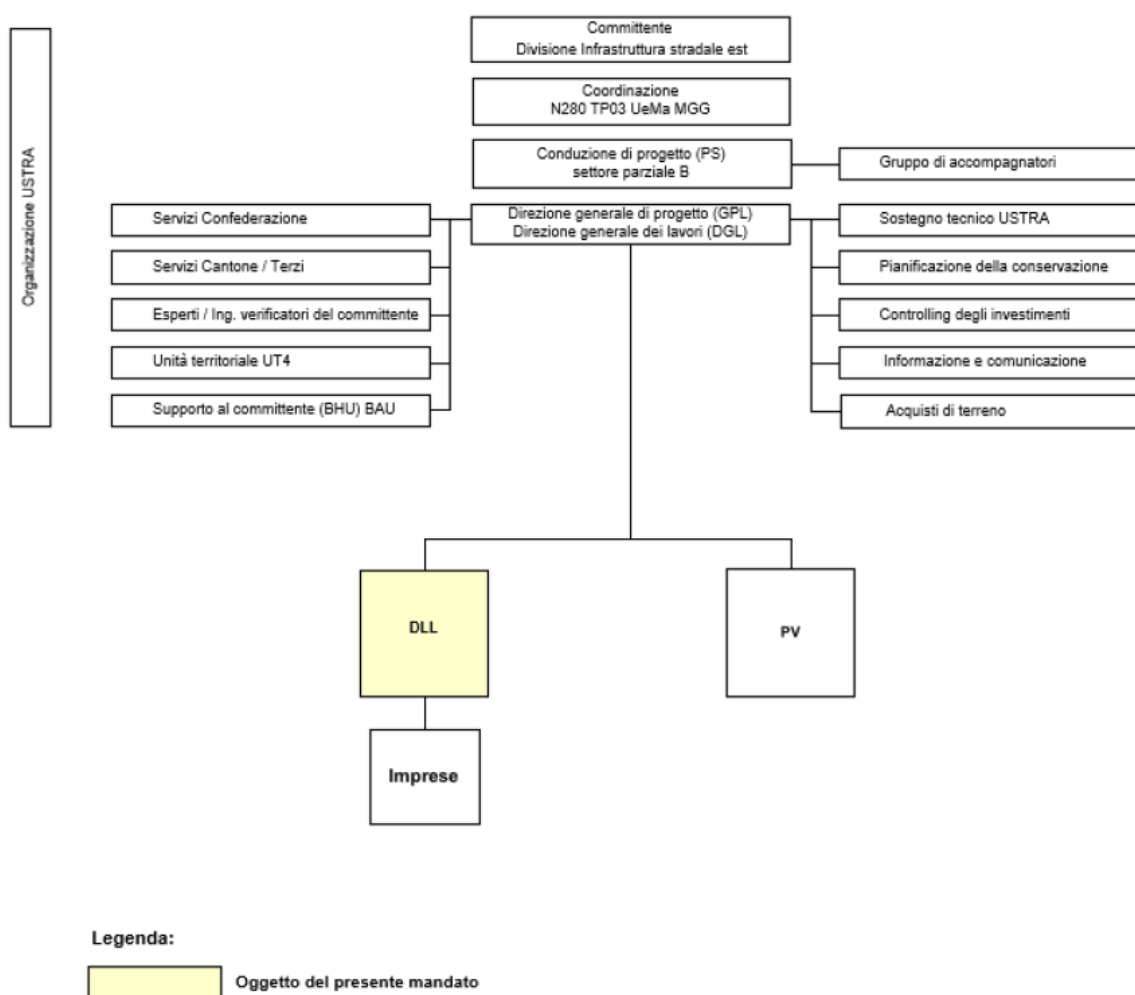 Organizzazione USTRA
Committente
Divisione Infrastruttura stradale est
Coordinazione
N280 TP03 UeMa MGG
Conduzione di progetto (PS)
settore parziale B
Gruppo di accompagnatori
Servizi Confederazione
Direzione generale di progetto (GPL)
Direzione generale dei lavori (DGL)
Sostegno tecnico USTRA
Servizi Cantone / Terzi
Pianificazione della conservazione
Esperti / Ing. verificatori del committente
Controlling degli investimenti
Unità territoriale UT4
Informazione e comunicazione
Supporto al committente (BHU) BAU
Acquisti di terreno
DLL
PV
Imprese
Legenda:
Oggetto del presente mandato